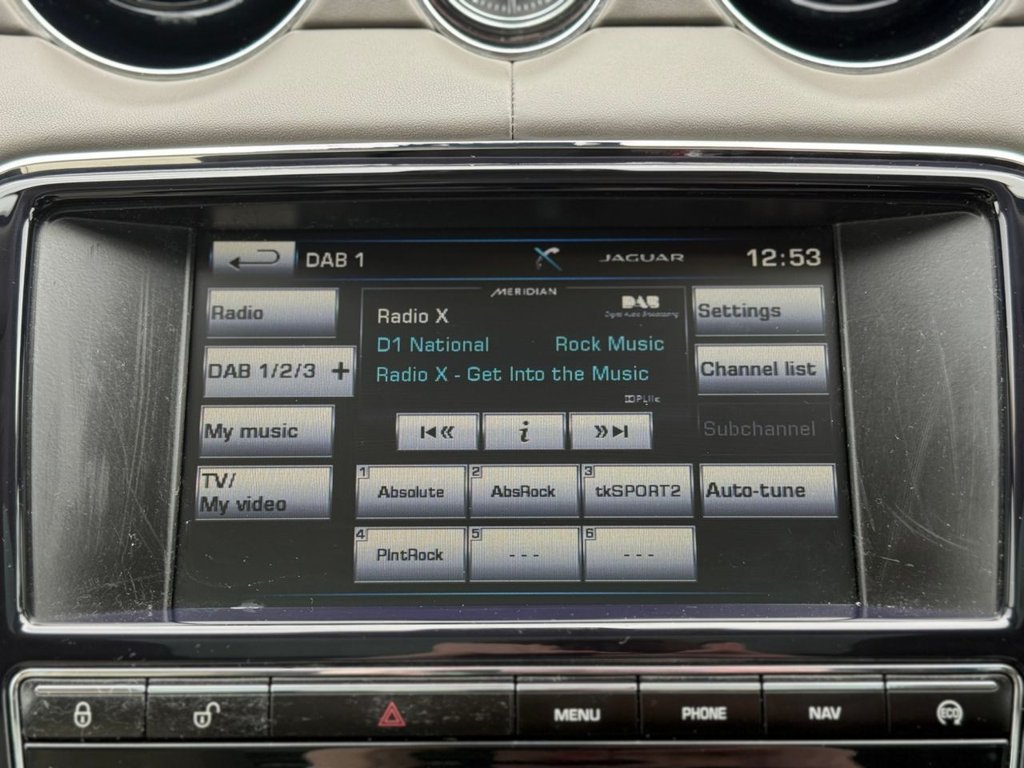 DAB 1
JAGUAR
12:53
MERIDIAN
DAB
Digital Audio Broadcasting
Radio
Radio X
Settings
D1 National
Rock Music
DAB 1/2/3 +
Radio X - Get Into the Music
Channel list
PLIIx
My music
i
Subchannel
TV/
My video
1
Absolute
2
AbsRock
3
tkSPORT2
Auto-tune
4
PlntRock
5
---
6
---
MENU
PHONE
NAV
ECO